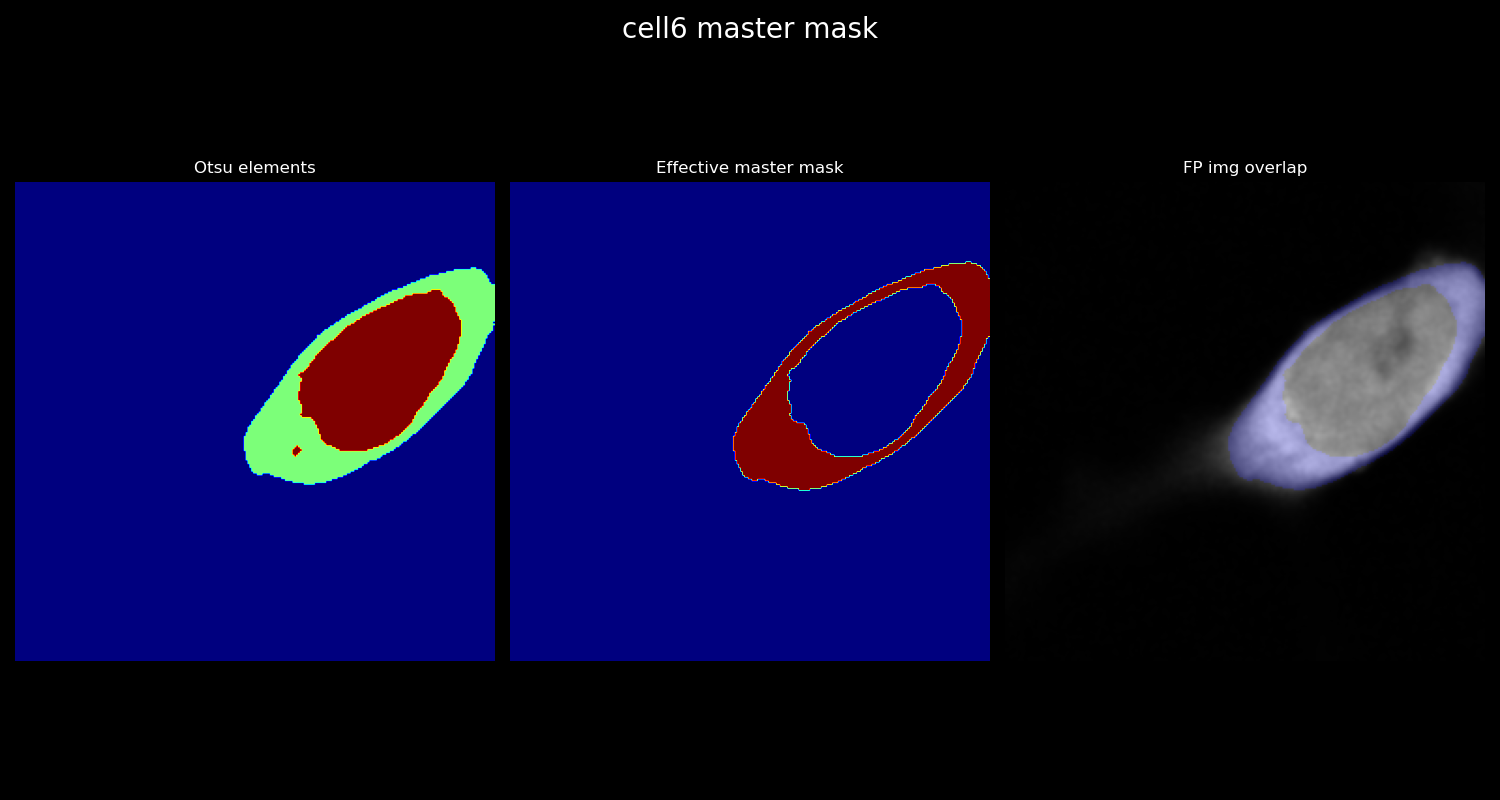 cell6 master mask
Otsu elements
Effective master mask
FP img overlap